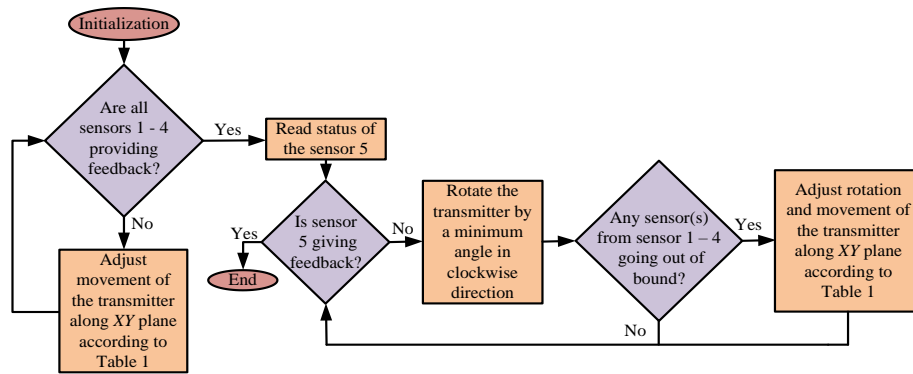 Initialization
Are all
sensors 1 - 4
providing
feedback?
Yes
No
Adjust
movement of
the transmitter
along XY plane
according to
Table 1
Read status of
the sensor 5
Is sensor
5 giving
feedback?
Yes
End
No
Rotate the
transmitter by
a minimum
angle in
clockwise
direction
Any sensor(s)
from sensor 1 – 4
going out of
bound?
Yes
No
Adjust rotation
and movement of
the transmitter
along XY plane
according to
Table 1